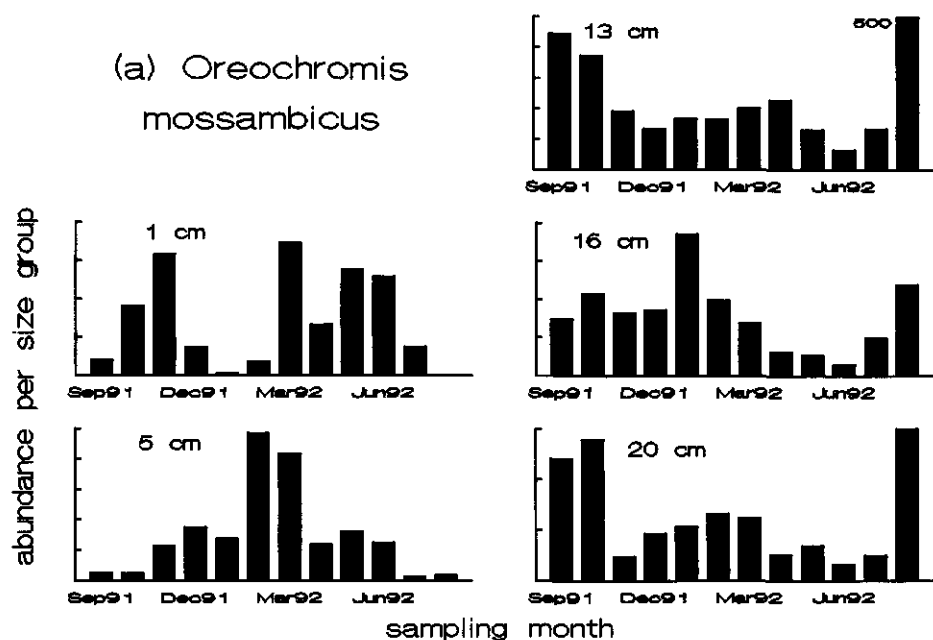 (a) Oreochromis
mossambicus
13 cm
500
Sep91 Dec91 Mar92 Jun92
1 cm
Sep91 Dec91 Mar92 Jun92
16 cm
Sep91 Dec91 Mar92 Jun92
5 cm
Sep91 Dec91 Mar92 Jun92
20 cm
Sep91 Dec91 Mar92 Jun92
abundance per size group
sampling month